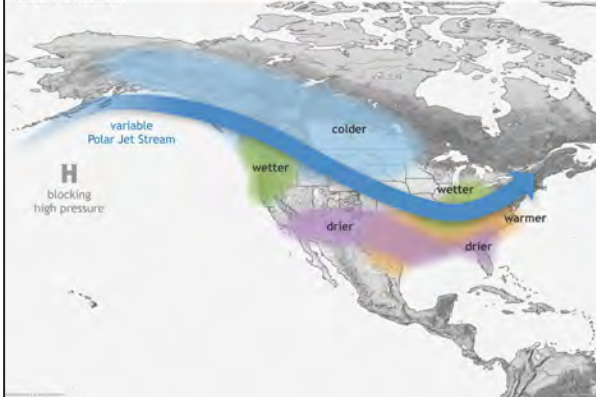 variable
Polar Jet Stream
H
blocking
high pressure
colder
wetter
wetter
warmer
drier
drier